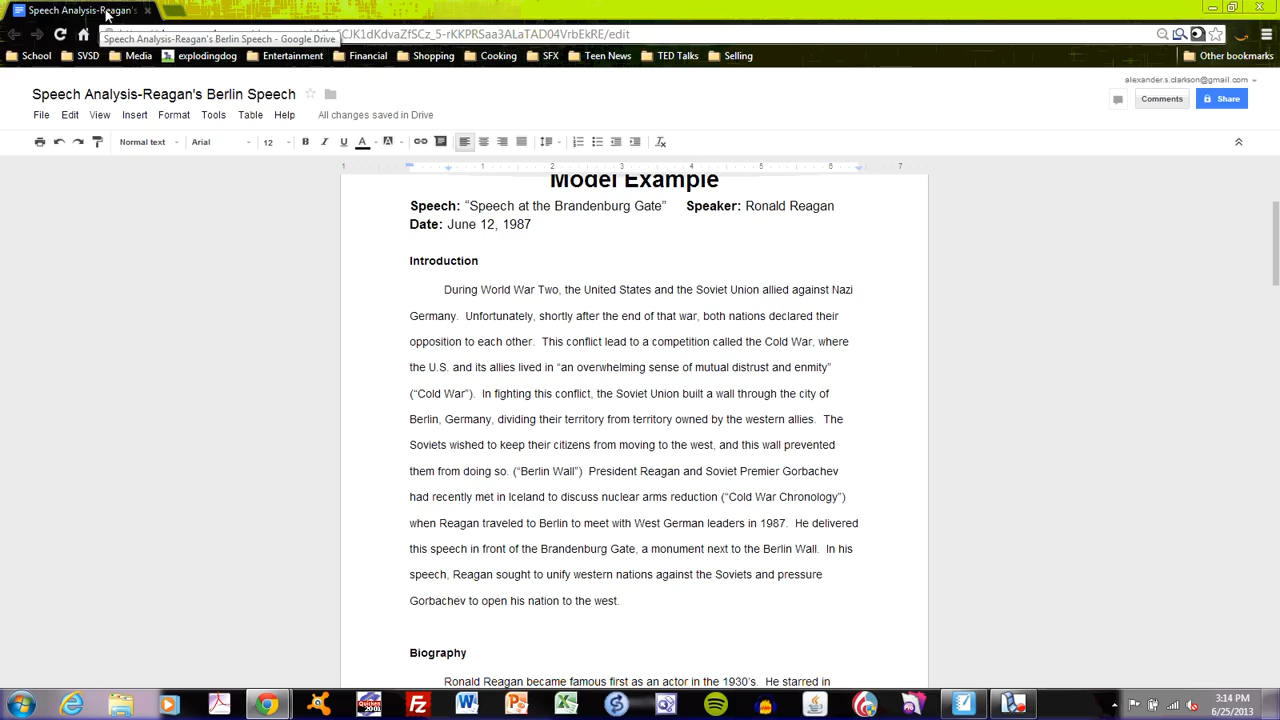 Speech Analysis-Reagan's
CJK1dKdvaZfSCz_5-rKKPRSaa3ALaTAD04VrbEkRE/edit
Speech Analysis-Reagan's Berlin Speech - Google Drive
School SVSD Media explodingdog Entertainment Financial Shopping Cooking SFX Teen News TED Talks Selling Other bookmarks
alexander.s.clarkson@gmail.com
Speech Analysis-Reagan's Berlin Speech
Comments Share
File Edit View Insert Format Tools Table Help All changes saved in Drive
Normal text Arial 12 B I U A A
1 1 2 3 4 5 6 7
Model Example
Speech: “Speech at the Brandenburg Gate” Speaker: Ronald Reagan
Date: June 12, 1987
Introduction
During World War Two, the United States and the Soviet Union allied against Nazi
Germany. Unfortunately, shortly after the end of that war, both nations declared their
opposition to each other. This conflict lead to a competition called the Cold War, where
the U.S. and its allies lived in “an overwhelming sense of mutual distrust and enmity”
(“Cold War”). In fighting this conflict, the Soviet Union built a wall through the city of
Berlin, Germany, dividing their territory from territory owned by the western allies. The
Soviets wished to keep their citizens from moving to the west, and this wall prevented
them from doing so. (“Berlin Wall”) President Reagan and Soviet Premier Gorbachev
had recently met in Iceland to discuss nuclear arms reduction (“Cold War Chronology”)
when Reagan traveled to Berlin to meet with West German leaders in 1987. He delivered
this speech in front of the Brandenburg Gate, a monument next to the Berlin Wall. In his
speech, Reagan sought to unify western nations against the Soviets and pressure
Gorbachev to open his nation to the west.
Biography
Ronald Reagan became famous first as an actor in the 1930’s. He starred in
3:14 PM
6/25/2013